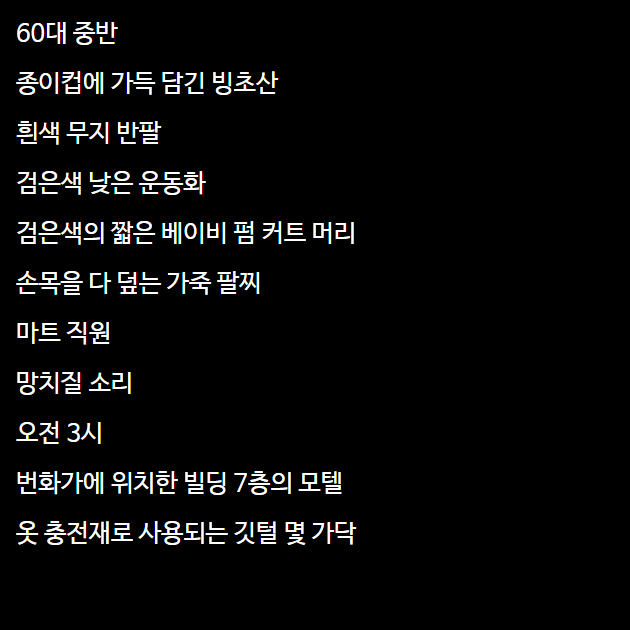 60대 중반
종이컵에 가득 담긴 빙초산
흰색 무지 반팔
검은색 낮은 운동화
검은색의 짧은 베이비 펌 커트 머리
손목을 다 덮는 가죽 팔찌
마트 직원
망치질 소리
오전 3시
번화가에 위치한 빌딩 7층의 모텔
옷 충전재로 사용되는 깃털 몇 가닥